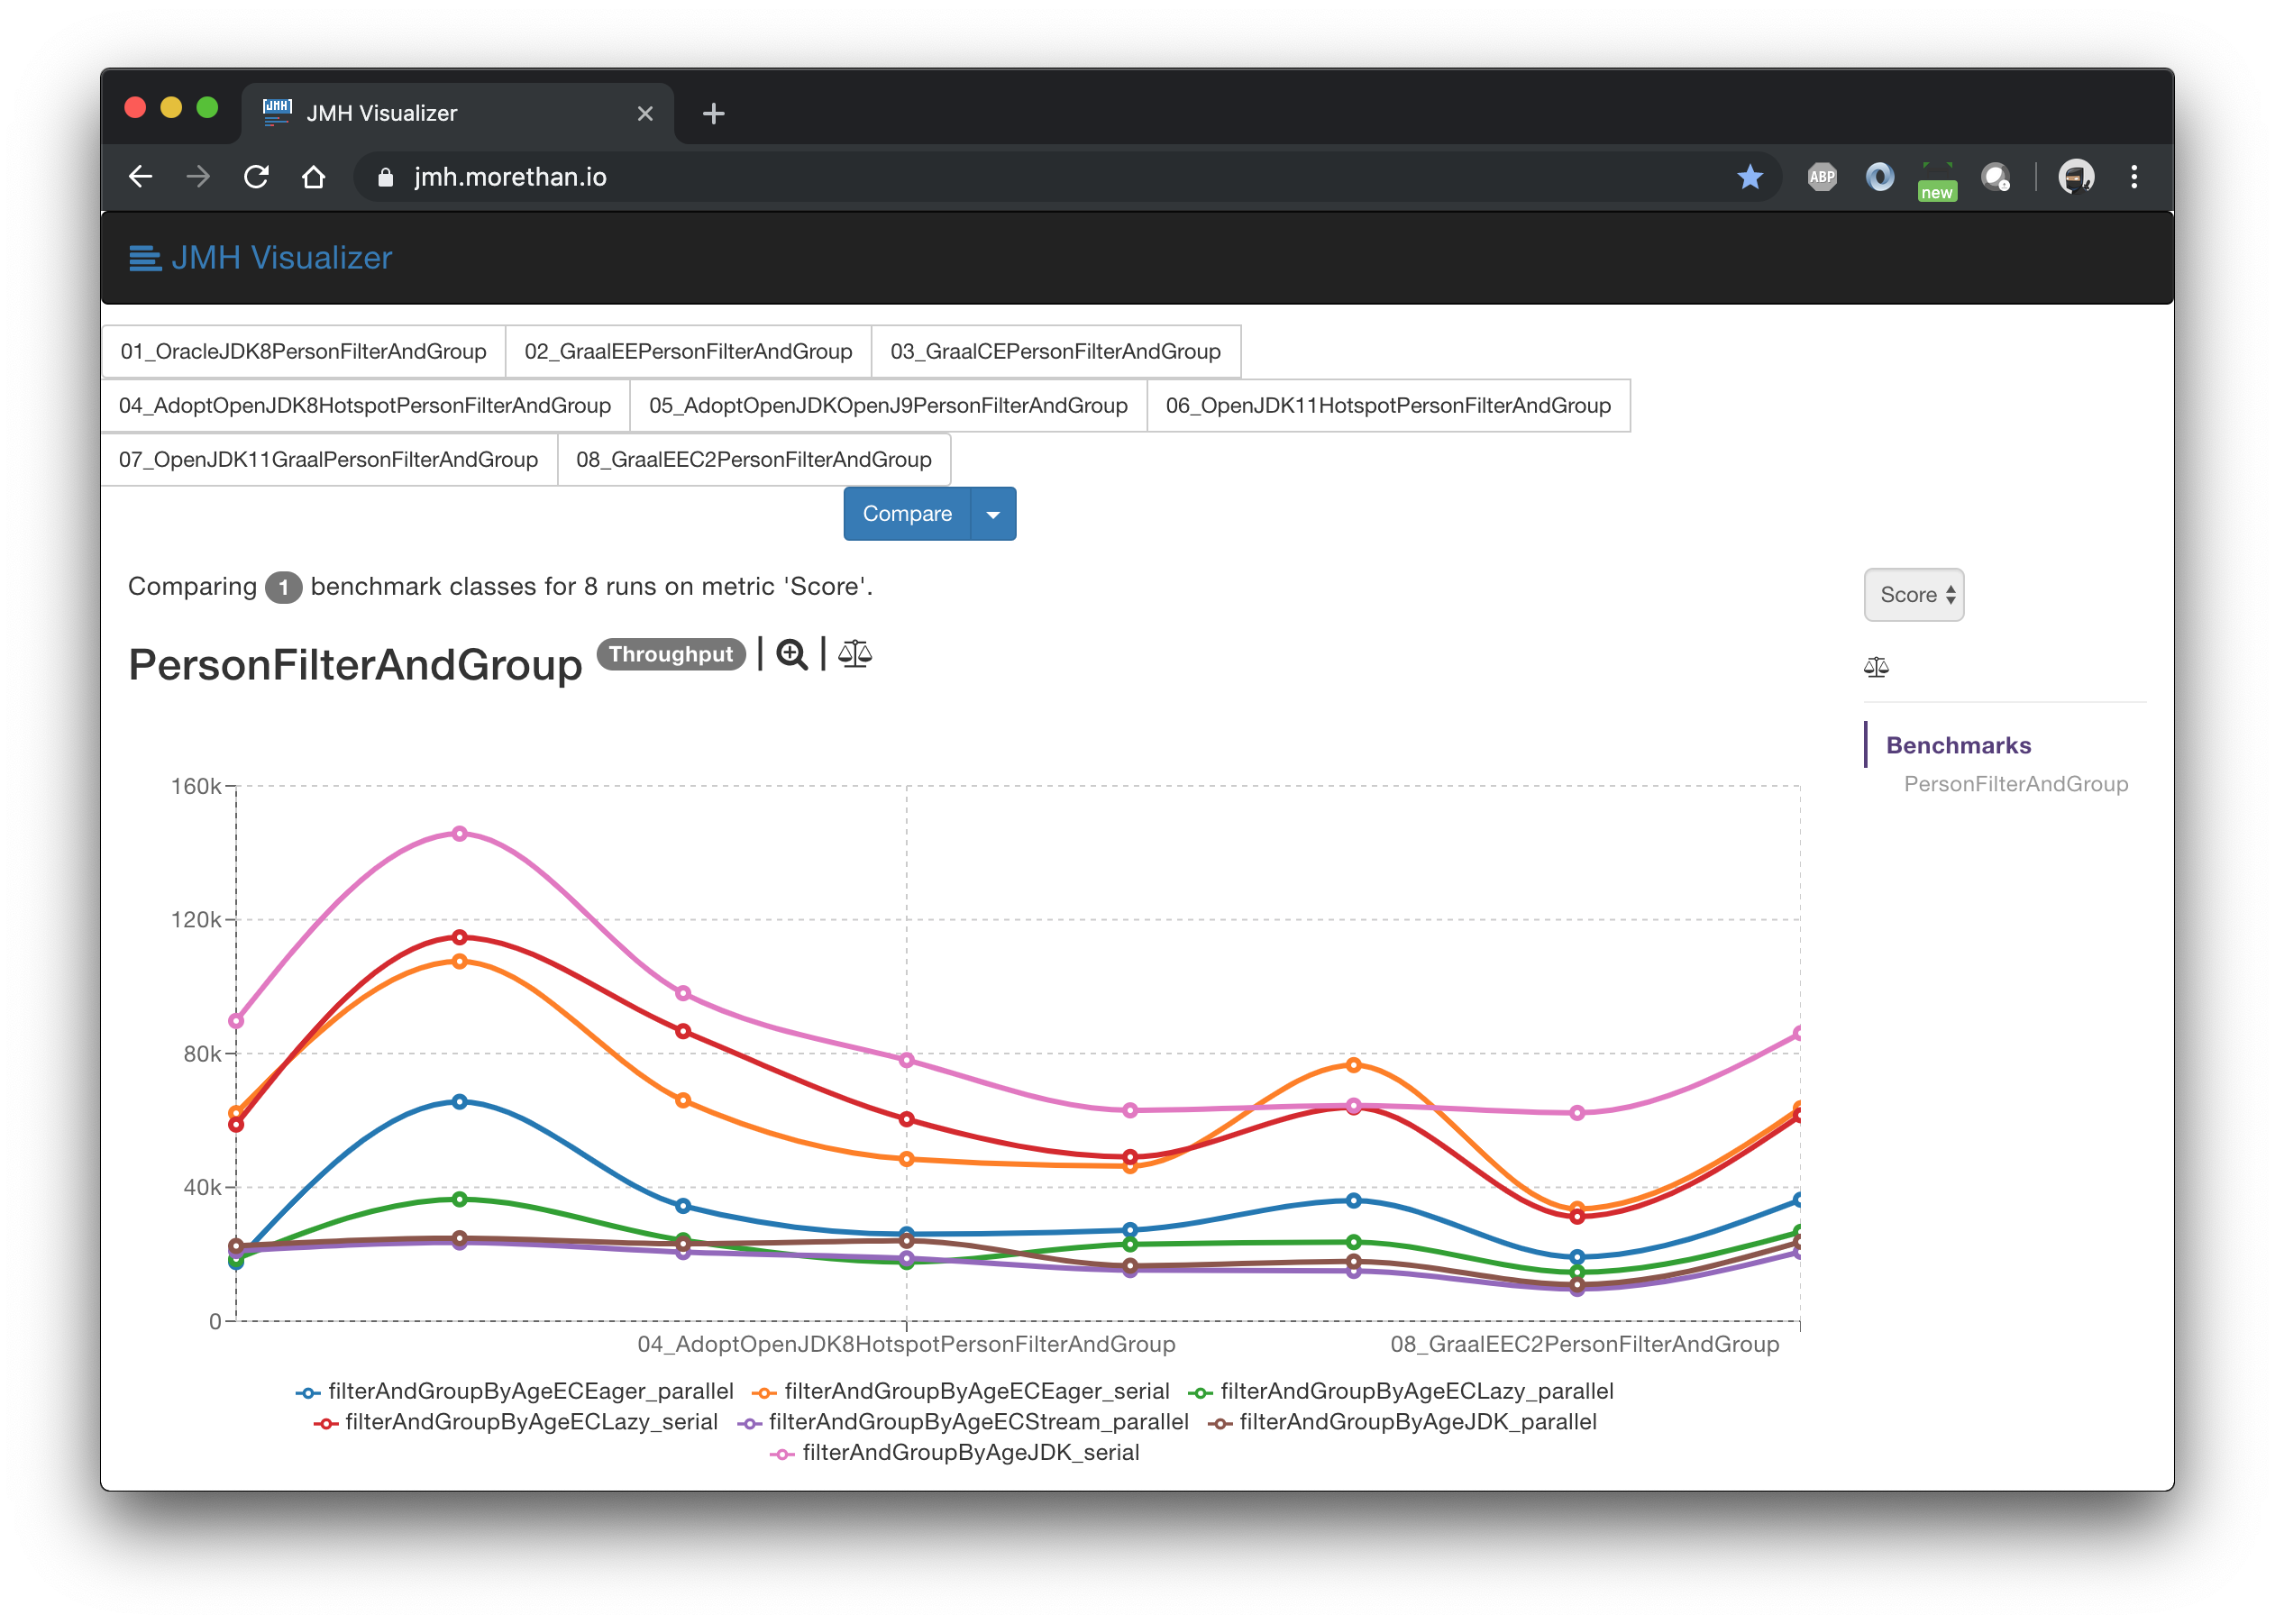 JMH
JMH Visualizer
jmh.morethan.io
ABP
new
JMH Visualizer
01_OracleJDK8PersonFilterAndGroup 02_GraalEEPersonFilterAndGroup 03_GraalCEPersonFilterAndGroup
04_AdoptOpenJDK8HotspotPersonFilterAndGroup 05_AdoptOpenJDKOpenJ9PersonFilterAndGroup 06_OpenJDK11HotspotPersonFilterAndGroup
07_OpenJDK11GraalPersonFilterAndGroup 08_GraalEEC2PersonFilterAndGroup
Compare
Comparing 1 benchmark classes for 8 runs on metric 'Score'.
Score
PersonFilterAndGroup Throughput
Benchmarks
PersonFilterAndGroup
160k
120k
80k
40k
0
04_AdoptOpenJDK8HotspotPersonFilterAndGroup 08_GraalEEC2PersonFilterAndGroup
filterAndGroupByAgeECEager_parallel filterAndGroupByAgeECEager_serial filterAndGroupByAgeECLazy_parallel
filterAndGroupByAgeECLazy_serial filterAndGroupByAgeECStream_parallel filterAndGroupByAgeJDK_parallel
filterAndGroupByAgeJDK_serial